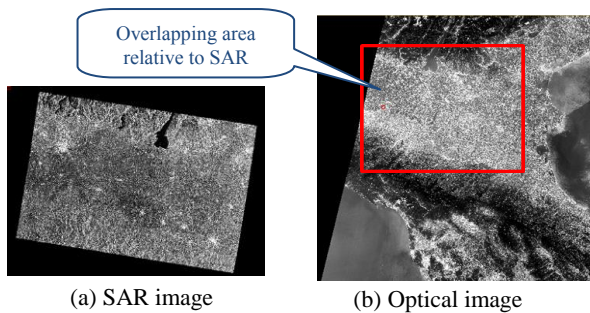 Overlapping area
relative to SAR
(a) SAR image
(b) Optical image